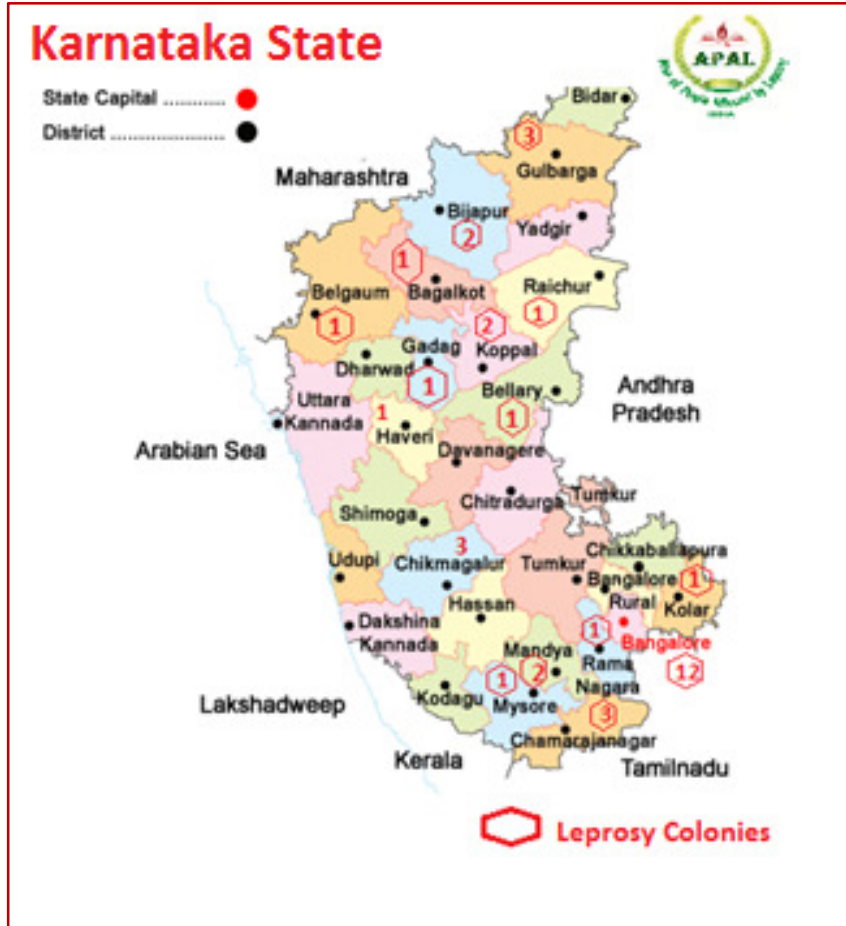 Karnataka State
APAL
State Capital ............
District ......................
Bidar
3
Gulbarga
Maharashtra
Bijapur
2
Yadgir
1
Bagalkot
Raichur
1
Belgaum
1
2
Koppal
Gadag
Dharwad
1
Bellary
1
Andhra
Pradesh
Uttara
Kannada
1
Haveri
Arabian Sea
Davanagere
Chitradurga
Tumkur
Shimoga
3
Chikmagalur
Udupi
Tumkur
Chikkaballapura
Bangalore
Rural
1
Kolar
Hassan
Dakshina
Kannada
1
Bangalore
12
Mandya
2
Rama
Nagara
1
Mysore
Kodagu
Lakshadweep
3
Chamarajanagar
Kerala
Tamilnadu
Leprosy Colonies